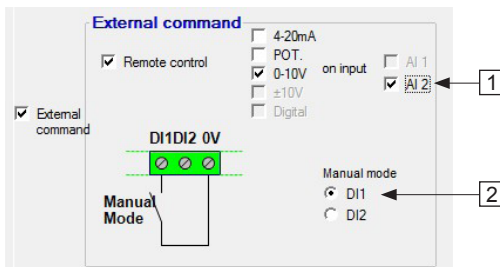 External command
Remote control
4-20mA
POT.
0-10V
±10V
Digital
on input
AI 1
AI 2
1
External
command
DI1DI2 0V
Manual
Mode
Manual mode
DI1
DI2
2